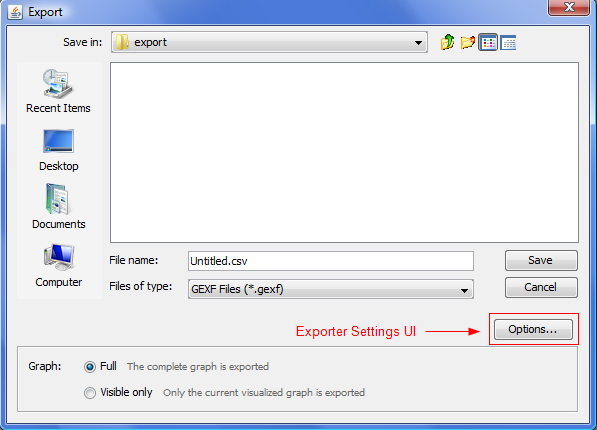 Export
Save in: export
Recent Items
Desktop
Documents
Computer
File name: Untitled.csv Save
Files of type: GEXF Files (*.gexf) Cancel
Exporter Settings UI Options...
Graph: Full The complete graph is exported
Visible only Only the current visualized graph is exported